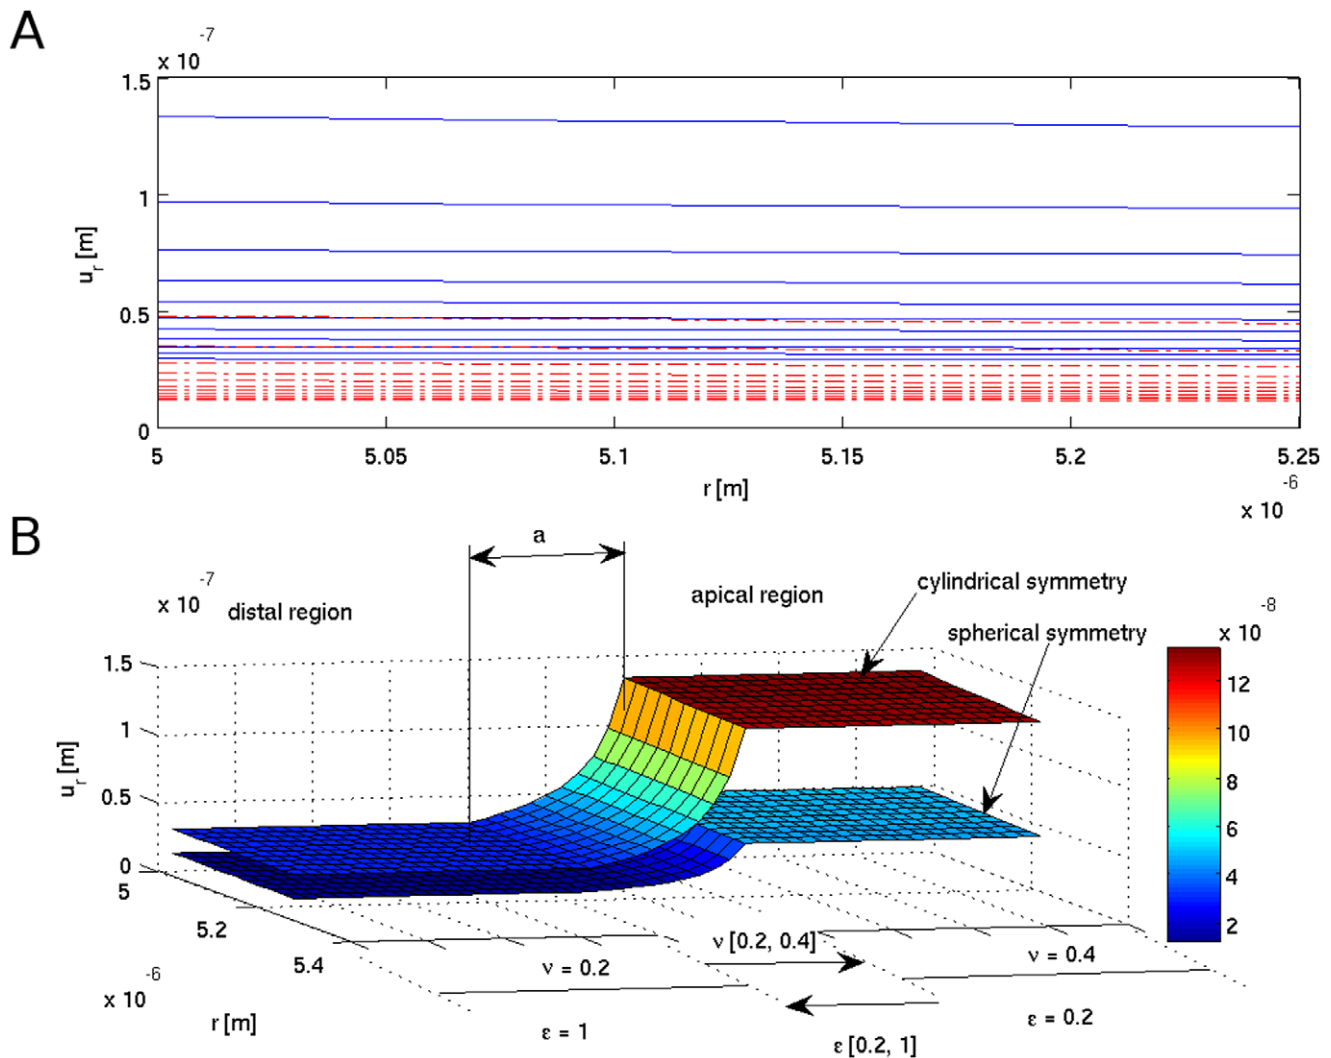 A
x 10 -7
1.5
1
0.5
0
u_r [m]
5 5.05 5.1 5.15 5.2 5.25
r [m]
x 10 -6
B
a
x 10 -7
distal region
apical region
cylindrical symmetry
spherical symmetry
x 10 -8
1.5
1
0.5
0
u_r [m]
12
10
8
6
4
2
5
5.2
5.4
x 10 -6
r [m]
ν = 0.2
ν [0.2, 0.4]
ν = 0.4
ε = 1
ε [0.2, 1]
ε = 0.2